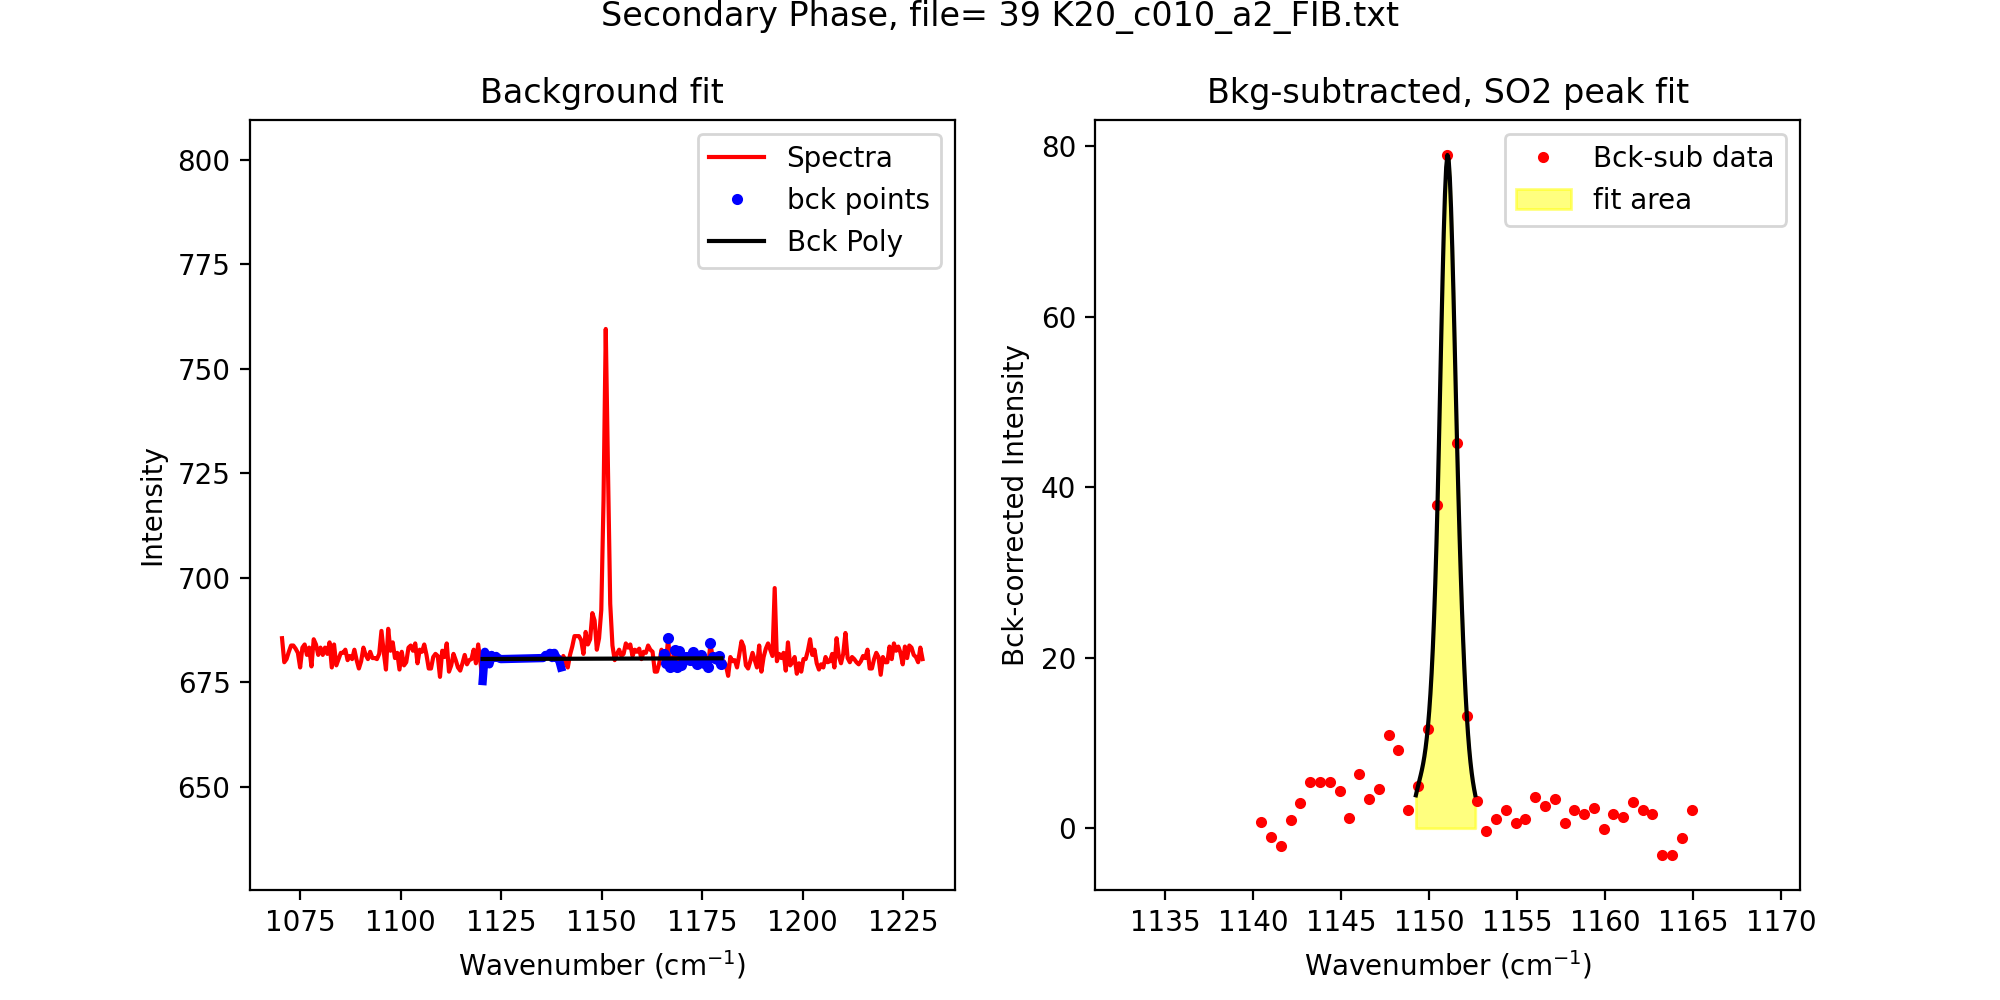 Secondary Phase, file= 39 K20_c010_a2_FIB.txt
Background fit
Intensity
800
775
750
725
700
675
650
Spectra
bck points
Bck Poly
1075 1100 1125 1150 1175 1200 1225
Wavenumber (cm⁻¹)
Bkg-subtracted, SO2 peak fit
Bck-corrected Intensity
80
60
40
20
0
Bck-sub data
fit area
1135 1140 1145 1150 1155 1160 1165 1170
Wavenumber (cm⁻¹)